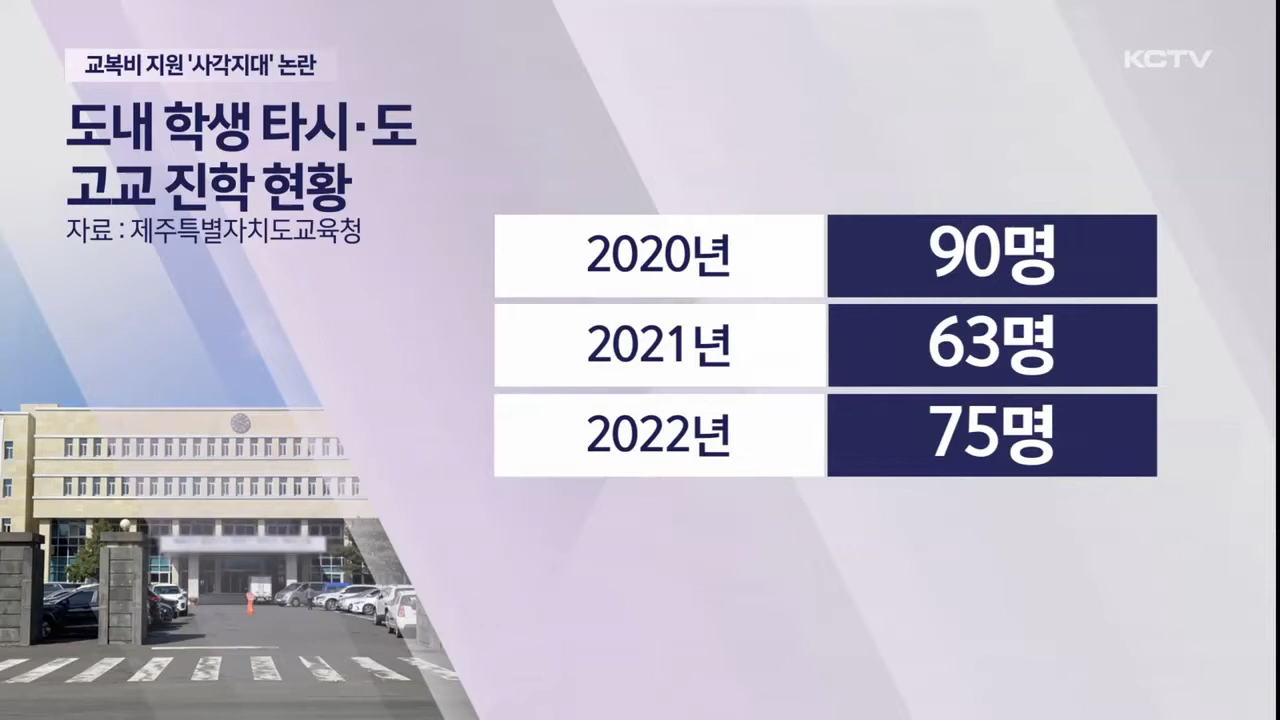 교복비 지원 '사각지대' 논란
KCTV
도내 학생 타시·도
고교 진학 현황
자료 : 제주특별자치도교육청
2020년 90명
2021년 63명
2022년 75명